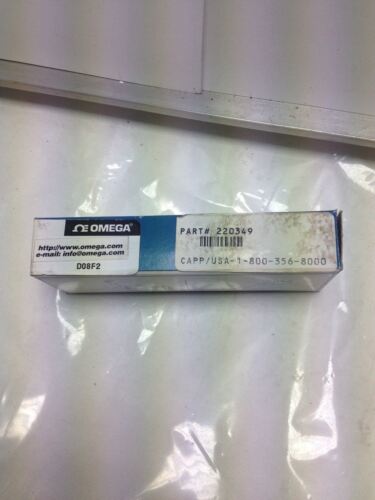 OMEGA
http://www.omega.com
e-mail: info@omega.com
D08F2
PART# 220349
CAPP/USA-1-800-356-8000